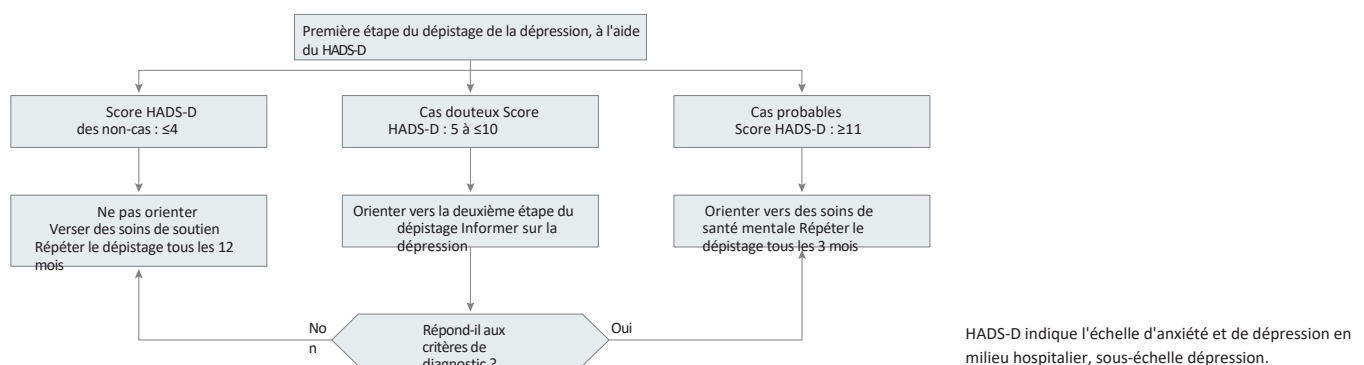 Première étape du dépistage de la dépression, à l'aide
du HADS-D
Score HADS-D
des non-cas : ≤4
Cas douteux Score
HADS-D : 5 à ≤10
Cas probables
Score HADS-D : ≥11
Ne pas orienter
Verser des soins de soutien
Répéter le dépistage tous les 12
mois
Orienter vers la deuxième étape du
dépistage Informer sur la
dépression
Orienter vers des soins de
santé mentale Répéter le
dépistage tous les 3 mois
No
n
Répond-il aux
critères de
diagnostic ?
Oui
HADS-D indique l'échelle d'anxiété et de dépression en
milieu hospitalier, sous-échelle dépression.